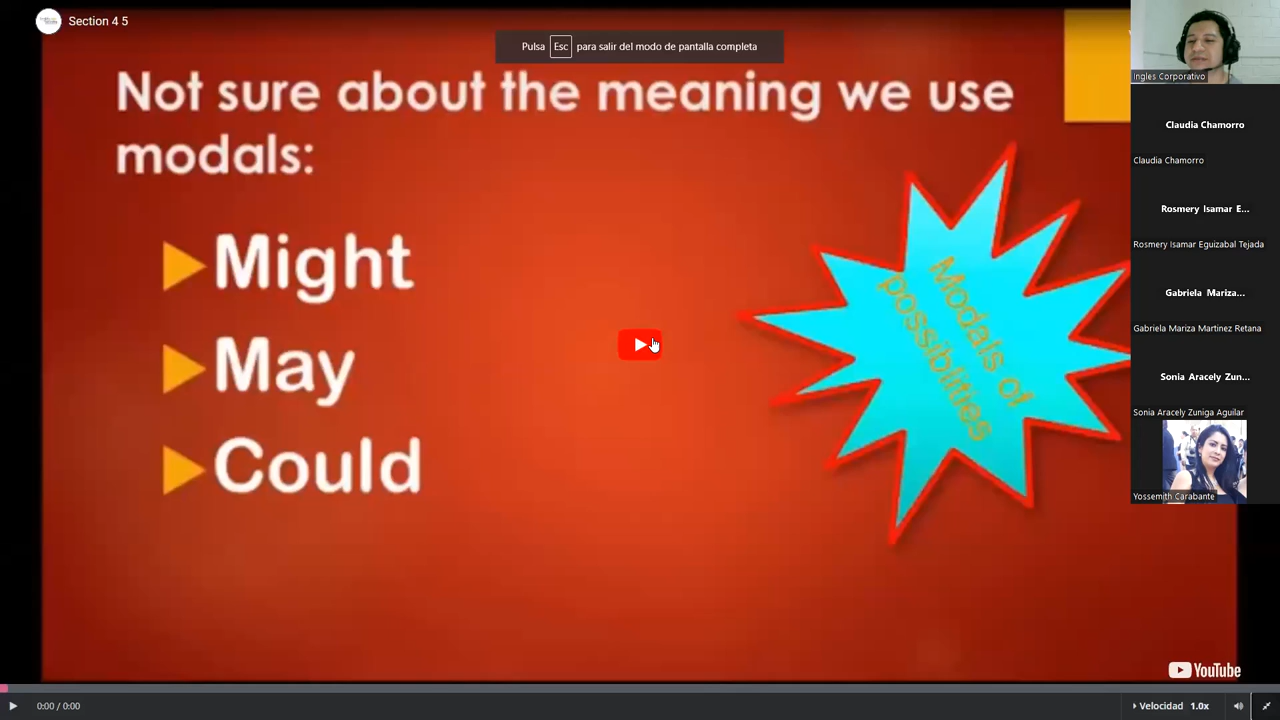 Section 4 5
Pulsa Esc para salir del modo de pantalla completa
Not sure about the meaning we use
modals:
Might
May
Could
Modals of
possibilities
Ingles Corporativo
Claudia Chamorro
Claudia Chamorro
Rosmery Isamar E...
Rosmery Isamar Eguizabal Tejada
Gabriela Mariza...
Gabriela Mariza Martinez Retana
Sonia Aracely Zun...
Sonia Aracely Zuniga Aguilar
Yossemith Carabante
YouTube
0:00 / 0:00
Velocidad 1.0x